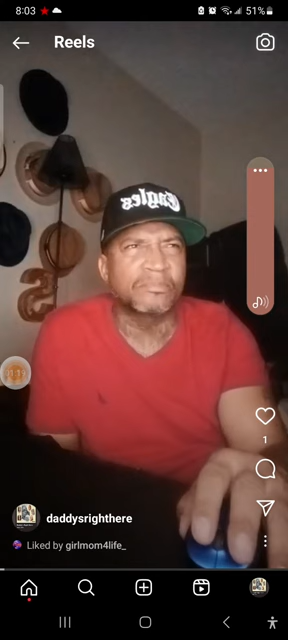 8:03
51%
Reels
Eagles
daddysrighthere
1
Liked by girlmom4life_